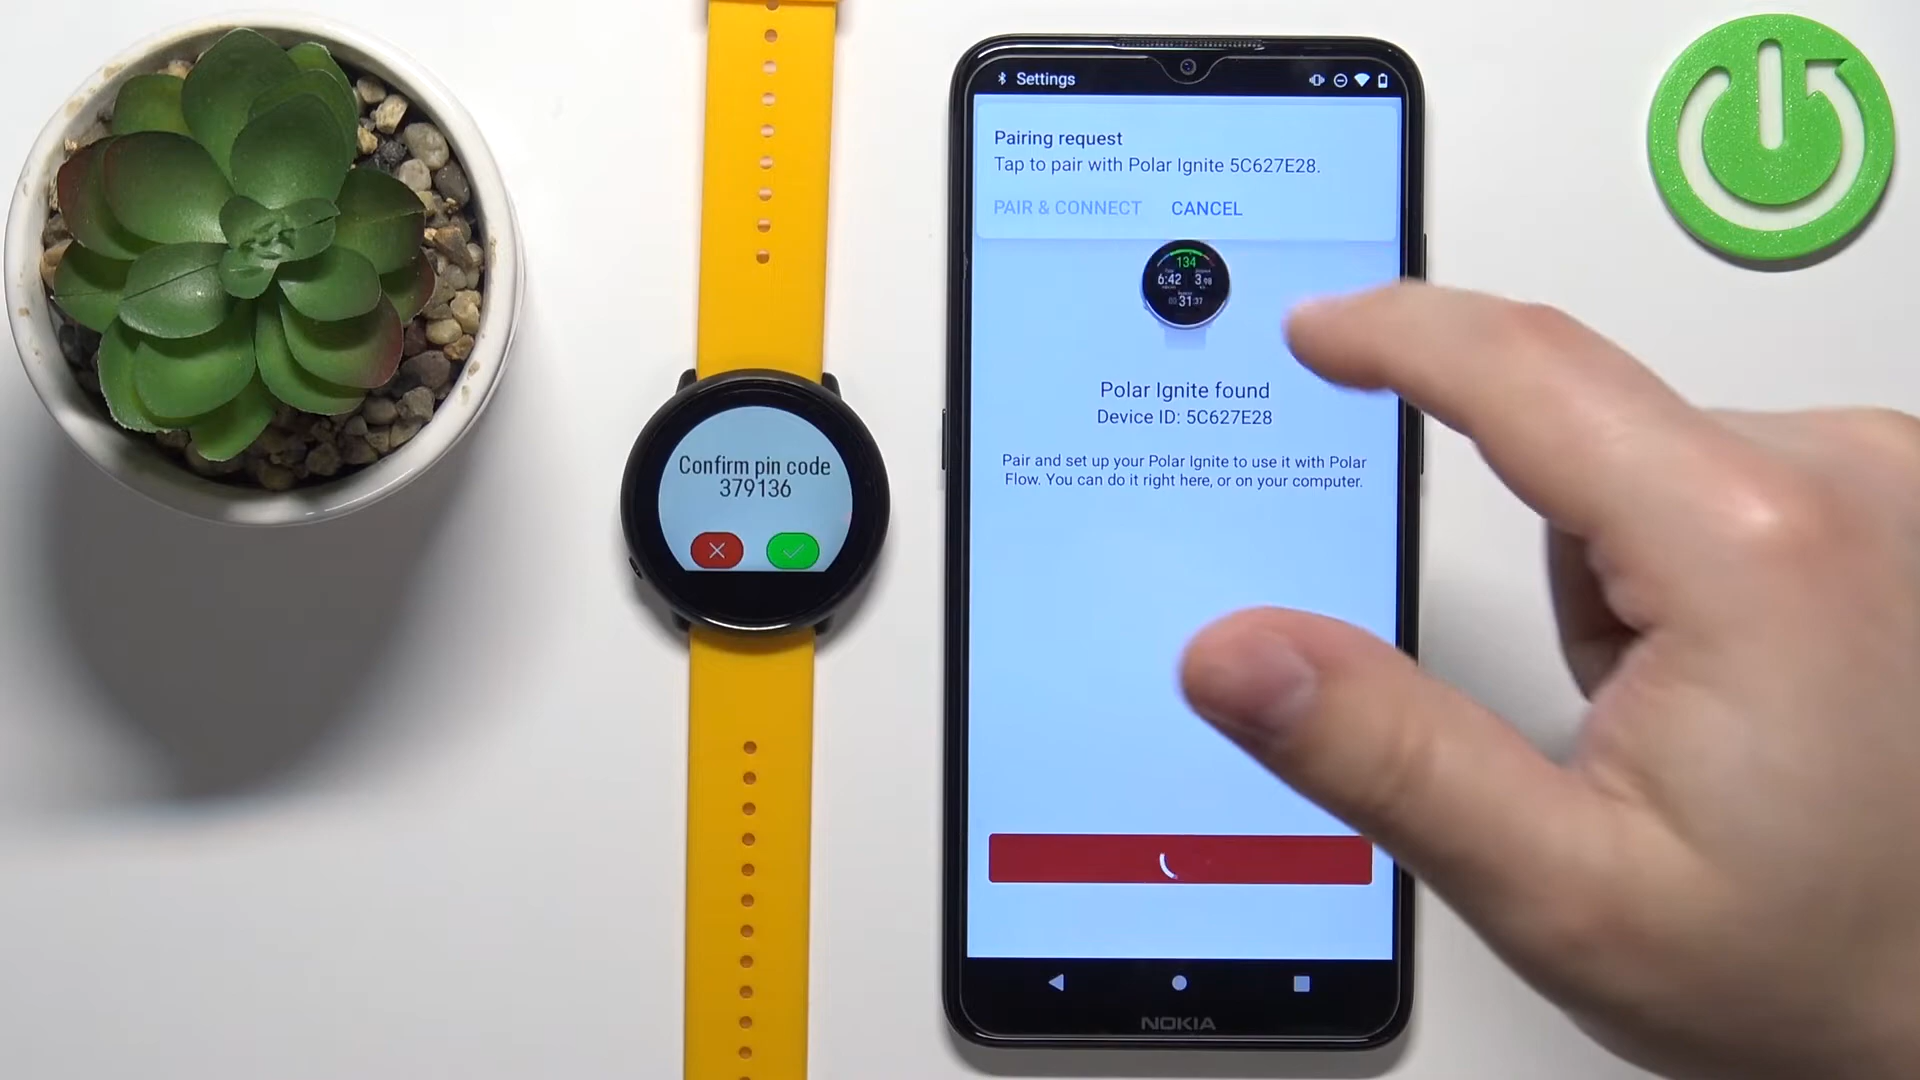 Confirm pin code
379136
Settings
Pairing request
Tap to pair with Polar Ignite 5C627E28.
PAIR & CONNECT CANCEL
134
6:42
31:37
Polar Ignite found
Device ID: 5C627E28
Pair and set up your Polar Ignite to use it with Polar
Flow. You can do it right here, or on your computer.
NOKIA